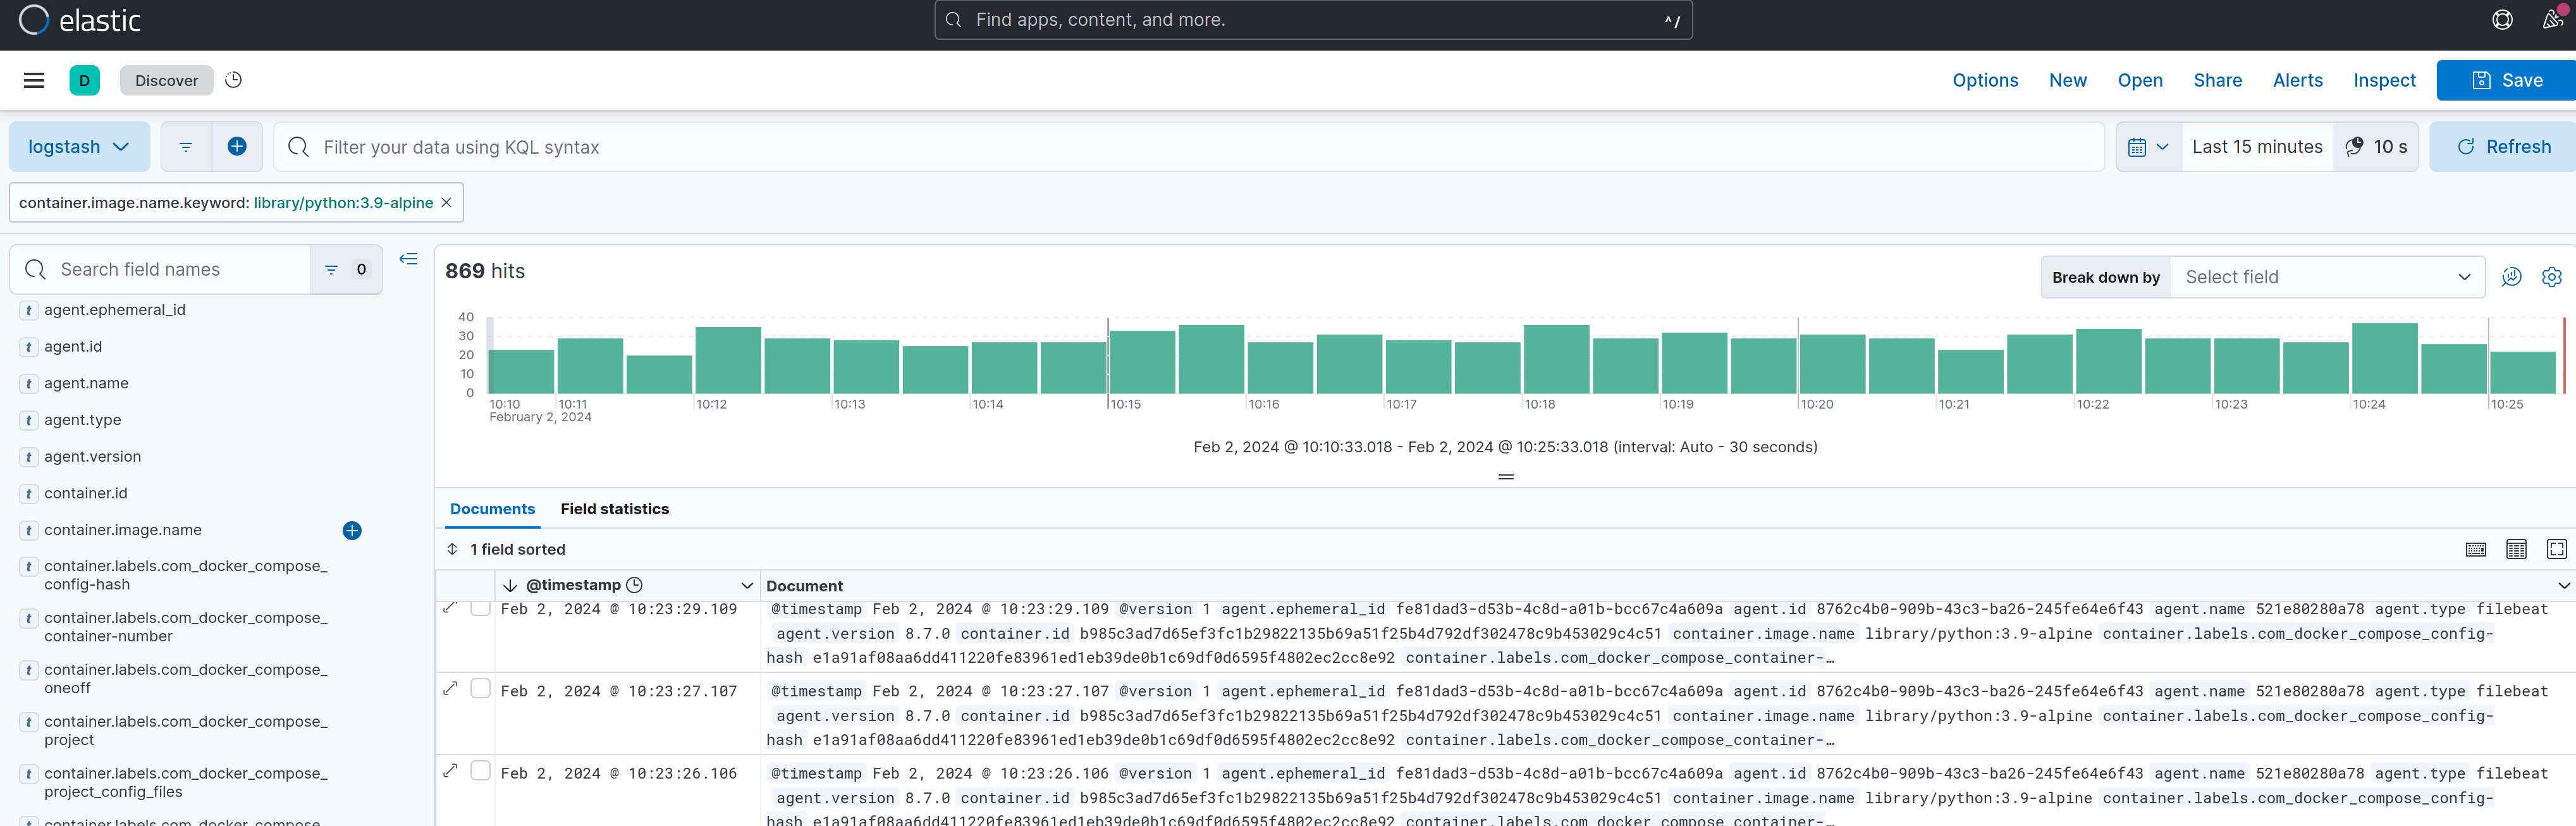 elastic
Find apps, content, and more.
^/
D
Discover
Options
New
Open
Share
Alerts
Inspect
Save
logstash
Filter your data using KQL syntax
Last 15 minutes
10 s
Refresh
container.image.name.keyword: library/python:3.9-alpine
Search field names
0
t agent.ephemeral_id
t agent.id
t agent.name
t agent.type
t agent.version
t container.id
t container.image.name
t container.labels.com_docker_compose_
config-hash
t container.labels.com_docker_compose_
container-number
t container.labels.com_docker_compose_
oneoff
t container.labels.com_docker_compose_
project
t container.labels.com_docker_compose_
project_config_files
container.labels.com_docker_compose_
869 hits
Break down by
Select field
40
30
20
10
0
10:10 10:11 10:12 10:13 10:14 10:15 10:16 10:17 10:18 10:19 10:20 10:21 10:22 10:23 10:24 10:25
February 2, 2024
Feb 2, 2024 @ 10:10:33.018 - Feb 2, 2024 @ 10:25:33.018 (interval: Auto - 30 seconds)
Documents
Field statistics
1 field sorted
@timestamp
Document
Feb 2, 2024 @ 10:23:29.109
@timestamp Feb 2, 2024 @ 10:23:29.109 @version 1 agent.ephemeral_id fe81dad3-d53b-4c8d-a01b-bcc67c4a609a agent.id 8762c4b0-909b-43c3-ba26-245fe64e6f43 agent.name 521e80280a78 agent.type filebeat
agent.version 8.7.0 container.id b985c3ad7d65ef3fc1b29822135b69a51f25b4d792df302478c9b453029c4c51 container.image.name library/python:3.9-alpine container.labels.com_docker_compose_config-
hash e1a91af08aa6dd411220fe83961ed1eb39de0b1c69df0d6595f4802ec2cc8e92 container.labels.com_docker_compose_container-…
Feb 2, 2024 @ 10:23:27.107
@timestamp Feb 2, 2024 @ 10:23:27.107 @version 1 agent.ephemeral_id fe81dad3-d53b-4c8d-a01b-bcc67c4a609a agent.id 8762c4b0-909b-43c3-ba26-245fe64e6f43 agent.name 521e80280a78 agent.type filebeat
agent.version 8.7.0 container.id b985c3ad7d65ef3fc1b29822135b69a51f25b4d792df302478c9b453029c4c51 container.image.name library/python:3.9-alpine container.labels.com_docker_compose_config-
hash e1a91af08aa6dd411220fe83961ed1eb39de0b1c69df0d6595f4802ec2cc8e92 container.labels.com_docker_compose_container-…
Feb 2, 2024 @ 10:23:26.106
@timestamp Feb 2, 2024 @ 10:23:26.106 @version 1 agent.ephemeral_id fe81dad3-d53b-4c8d-a01b-bcc67c4a609a agent.id 8762c4b0-909b-43c3-ba26-245fe64e6f43 agent.name 521e80280a78 agent.type filebeat
agent.version 8.7.0 container.id b985c3ad7d65ef3fc1b29822135b69a51f25b4d792df302478c9b453029c4c51 container.image.name library/python:3.9-alpine container.labels.com_docker_compose_config-
hash e1a91af08aa6dd411220fe83961ed1eb39de0b1c69df0d6595f4802ec2cc8e92 container.labels.com_docker_compose_container-…